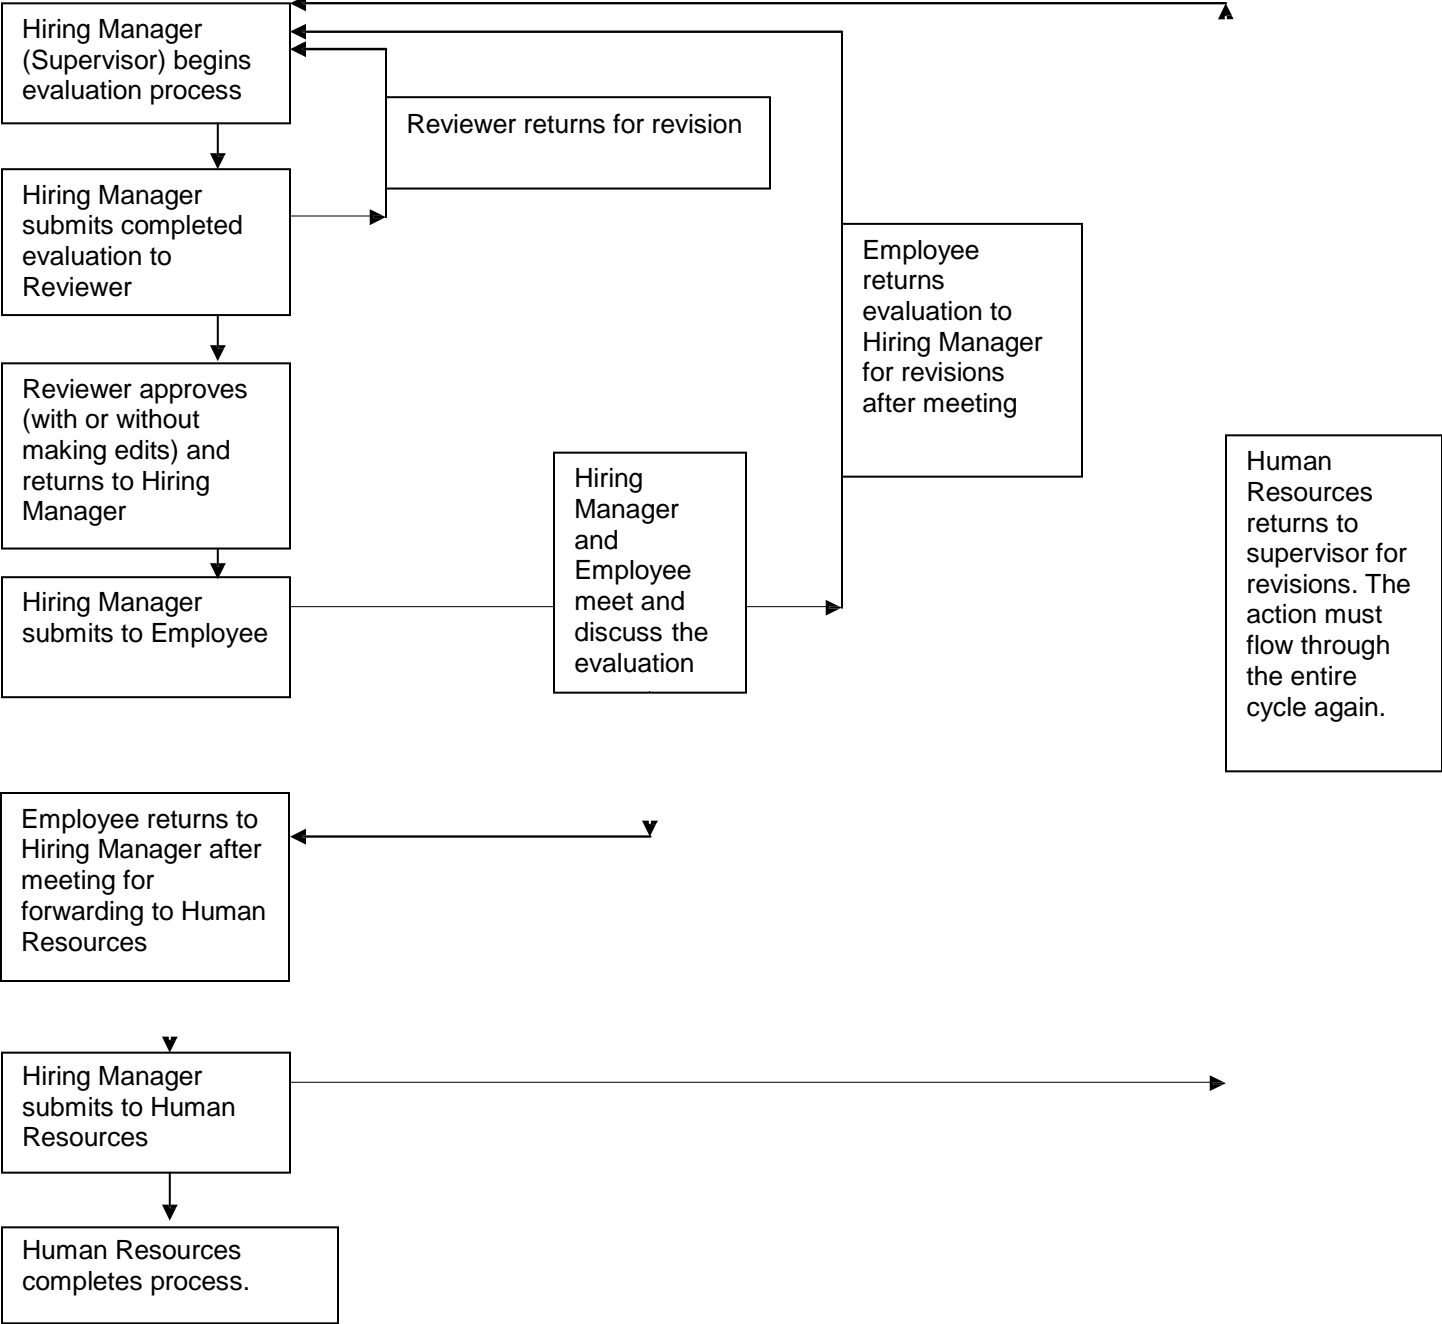 Hiring Manager
(Supervisor) begins
evaluation process
Reviewer returns for revision
Hiring Manager
submits completed
evaluation to
Reviewer
Employee
returns
evaluation to
Hiring Manager
for revisions
after meeting
Reviewer approves
(with or without
making edits) and
returns to Hiring
Manager
Hiring
Manager
and
Employee
meet and
discuss the
evaluation
Human
Resources
returns to
supervisor for
revisions. The
action must
flow through
the entire
cycle again.
Hiring Manager
submits to Employee
Employee returns to
Hiring Manager after
meeting for
forwarding to Human
Resources
Hiring Manager
submits to Human
Resources
Human Resources
completes process.